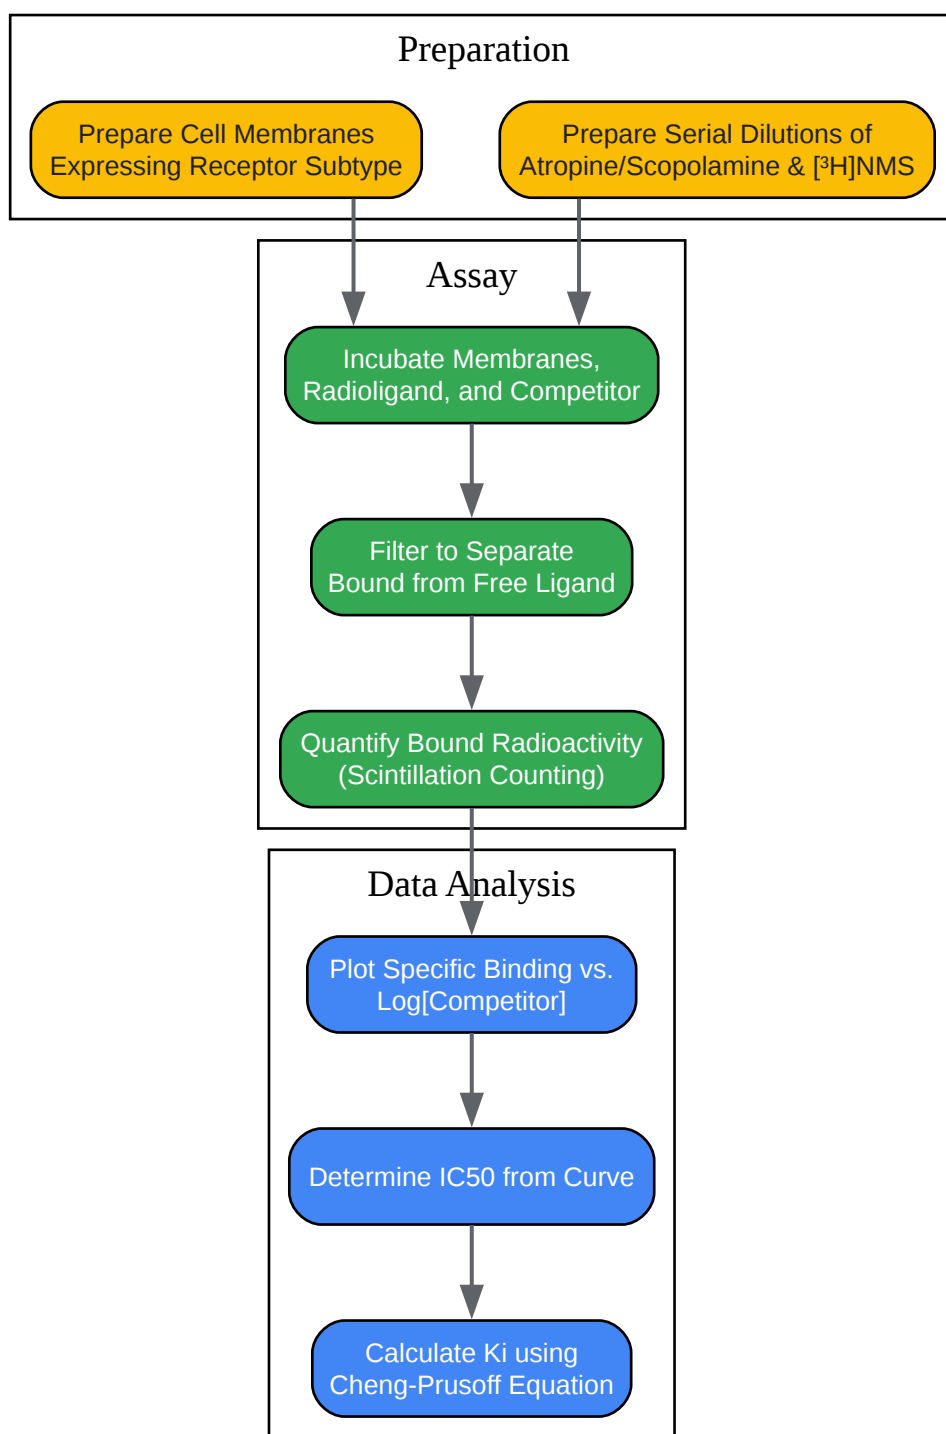 Preparation
Prepare Cell Membranes
Expressing Receptor Subtype
Prepare Serial Dilutions of
Atropine/Scopolamine & [³H]NMS
Assay
Incubate Membranes,
Radioligand, and Competitor
Filter to Separate
Bound from Free Ligand
Quantify Bound Radioactivity
(Scintillation Counting)
Data Analysis
Plot Specific Binding vs.
Log[Competitor]
Determine IC50 from Curve
Calculate Ki using
Cheng-Prusoff Equation